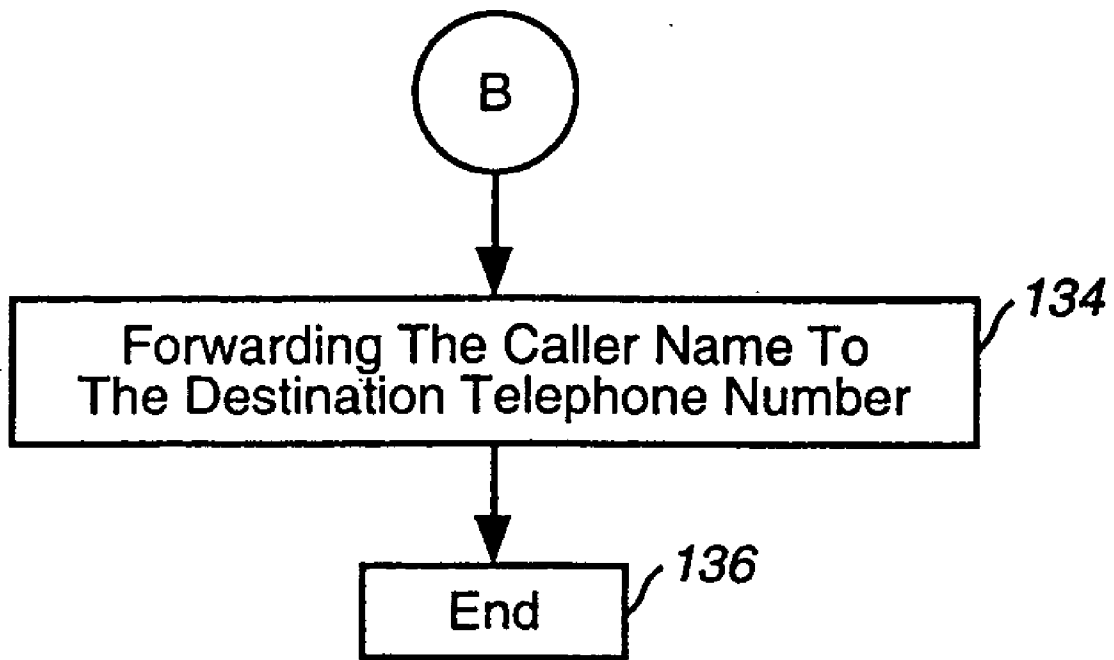 B
134
Forwarding The Caller Name To
The Destination Telephone Number
136
End